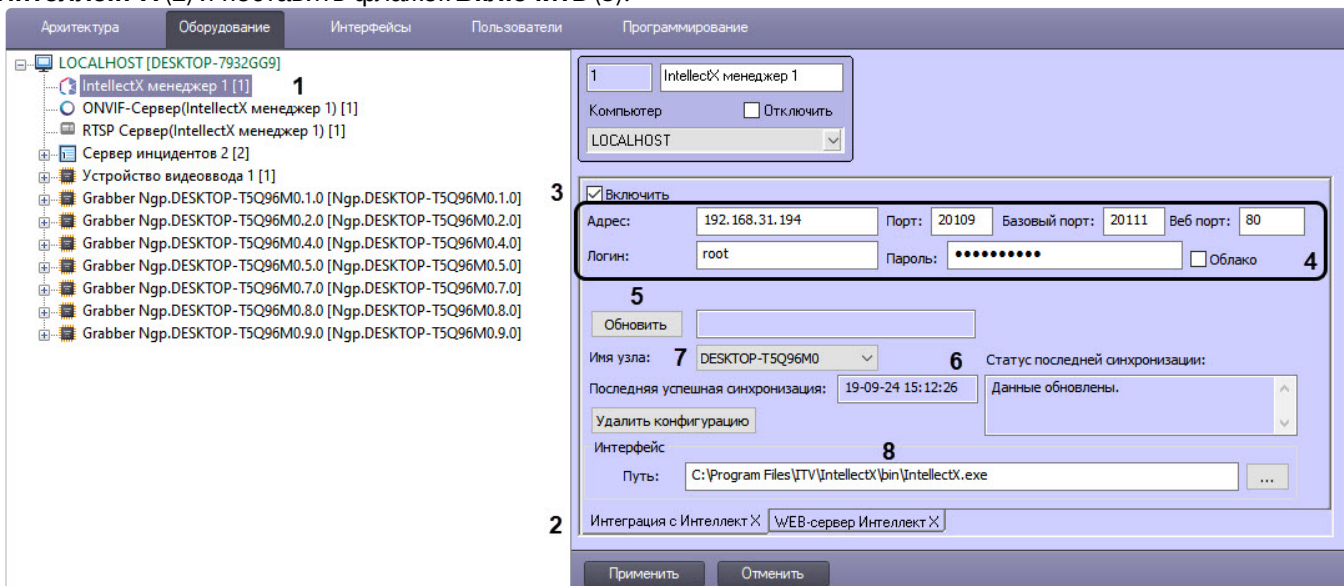 Интеллект X (2) и поставить флажок Включить (3).
Архитектура Оборудование Интерфейсы Пользователи Программирование
LOCALHOST [DESKTOP-7932GG9]
IntellectX менеджер 1 [1] 1
ONVIF-Сервер(IntellectX менеджер 1) [1]
RTSP Сервер(IntellectX менеджер 1) [1]
Сервер инцидентов 2 [2]
Устройство видеоввода 1 [1]
Grabber Ngp.DESKTOP-T5Q96M0.1.0 [Ngp.DESKTOP-T5Q96M0.1.0]
Grabber Ngp.DESKTOP-T5Q96M0.2.0 [Ngp.DESKTOP-T5Q96M0.2.0]
Grabber Ngp.DESKTOP-T5Q96M0.4.0 [Ngp.DESKTOP-T5Q96M0.4.0]
Grabber Ngp.DESKTOP-T5Q96M0.5.0 [Ngp.DESKTOP-T5Q96M0.5.0]
Grabber Ngp.DESKTOP-T5Q96M0.7.0 [Ngp.DESKTOP-T5Q96M0.7.0]
Grabber Ngp.DESKTOP-T5Q96M0.8.0 [Ngp.DESKTOP-T5Q96M0.8.0]
Grabber Ngp.DESKTOP-T5Q96M0.9.0 [Ngp.DESKTOP-T5Q96M0.9.0]
1 IntellectX менеджер 1
Компьютер Отключить
LOCALHOST
3 Включить
Адрес: 192.168.31.194 Порт: 20109 Базовый порт: 20111 Веб порт: 80
Логин: root Пароль: ●●●●●●●●●● Облако 4
5
Обновить
Имя узла: 7 DESKTOP-T5Q96M0 6 Статус последней синхронизации:
Последняя успешная синхронизация: 19-09-24 15:12:26 Данные обновлены.
Удалить конфигурацию
Интерфейс 8
Путь: C:\Program Files\ITV\IntellectX\bin\IntellectX.exe ...
2 Интеграция с Интеллект X WEB-сервер Интеллект X
Применить Отменить